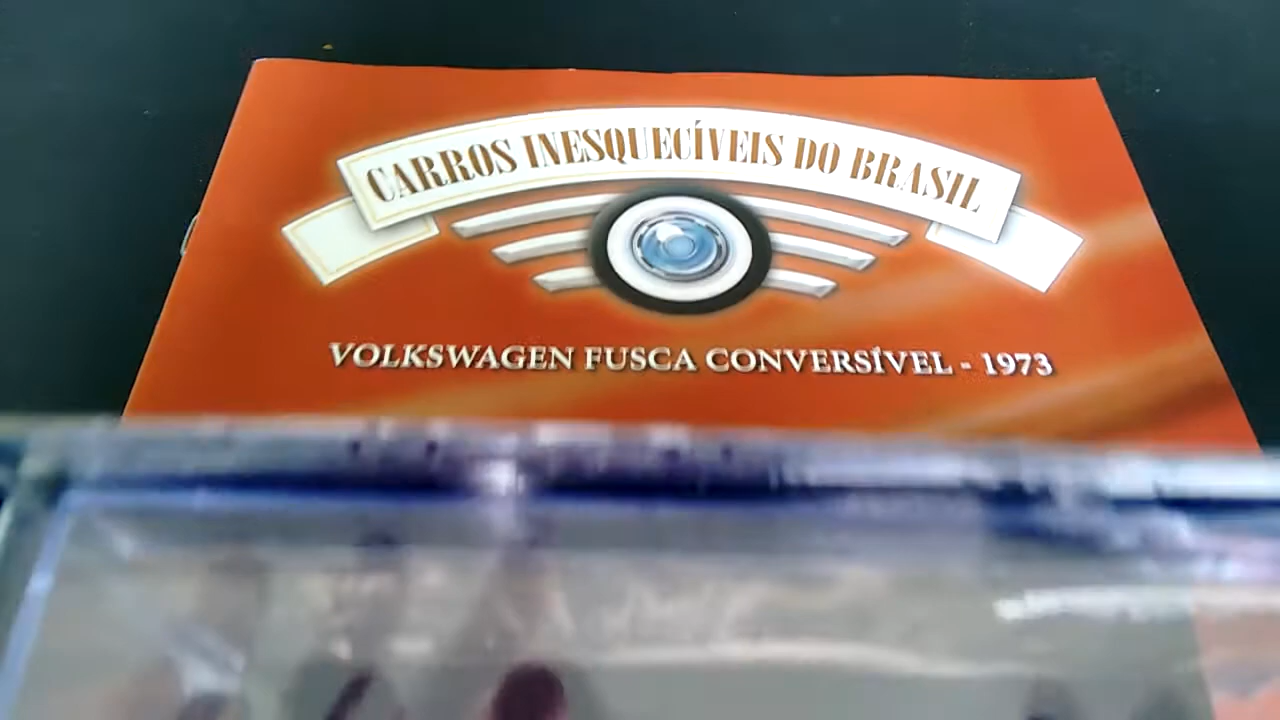 CARROS INESQUECÍVEIS DO BRASIL
VOLKSWAGEN FUSCA CONVERSÍVEL - 1973